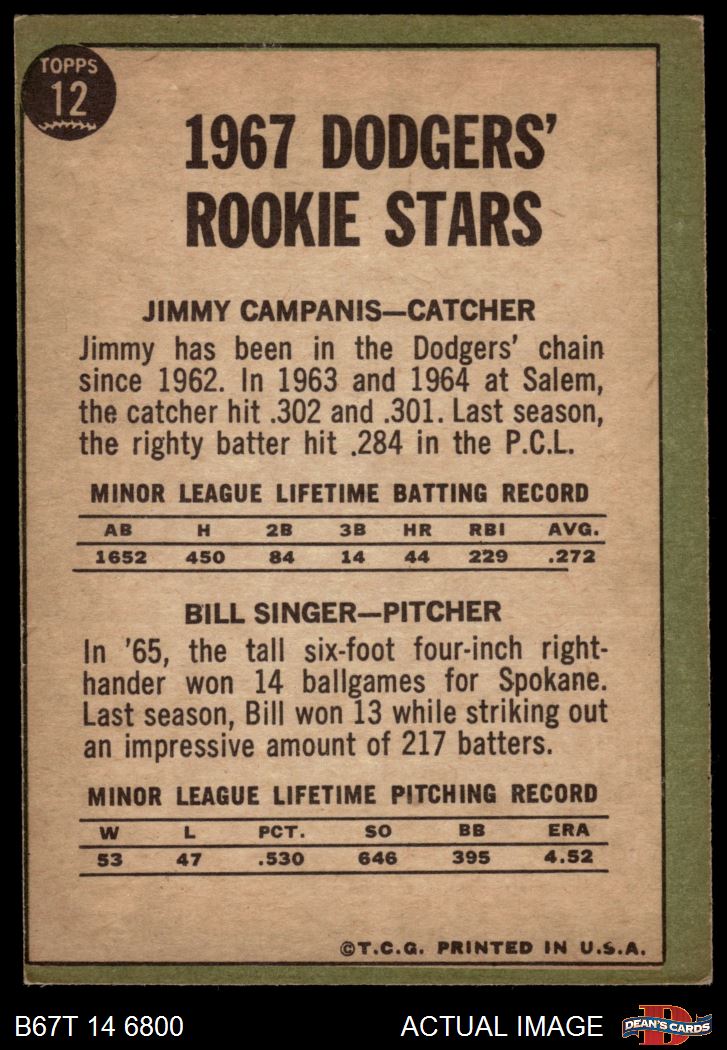 TOPPS
12
1967 DODGERS'
ROOKIE STARS
JIMMY CAMPANIS—CATCHER
Jimmy has been in the Dodgers' chain
since 1962. In 1963 and 1964 at Salem,
the catcher hit .302 and .301. Last season,
the righty batter hit .284 in the P.C.L.
MINOR LEAGUE LIFETIME BATTING RECORD
AB H 2B 3B HR RBI AVG.
1652 450 84 14 44 229 .272
BILL SINGER—PITCHER
In '65, the tall six-foot four-inch right-
hander won 14 ballgames for Spokane.
Last season, Bill won 13 while striking out
an impressive amount of 217 batters.
MINOR LEAGUE LIFETIME PITCHING RECORD
W L PCT. SO BB ERA
53 47 .530 646 395 4.52
©T.C.G. PRINTED IN U.S.A.
B67T 14 6800 ACTUAL IMAGE
D
DEAN'S CARDS